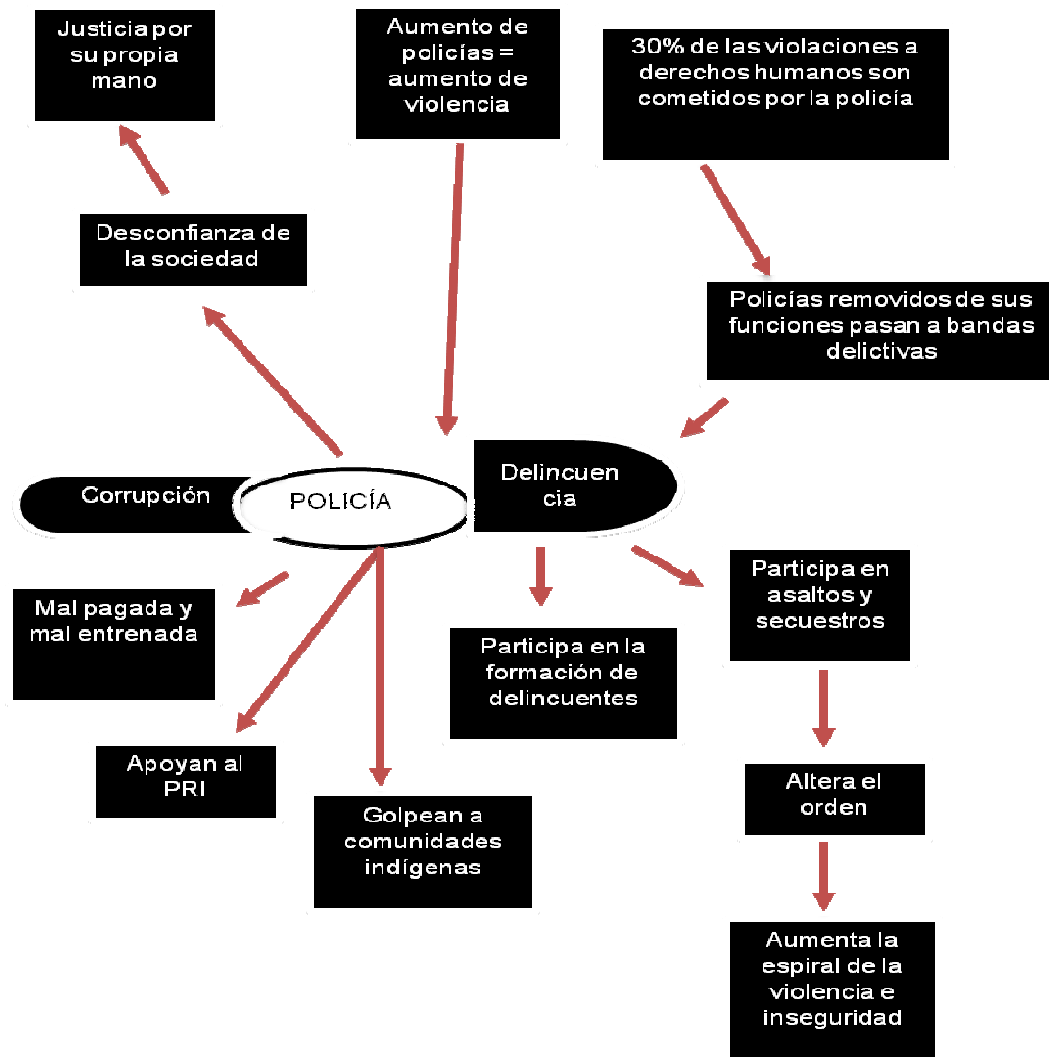 Justicia por
su propia
mano
Aumento de
policías =
aumento de
violencia
30% de las violaciones a
derechos humanos son
cometidos por la policía
Desconfianza de
la sociedad
Policías removidos de sus
funciones pasan a bandas
delictivas
Corrupción
POLICÍA
Delincuen
cia
Mal pagada y
mal entrenada
Participa en la
formación de
delincuentes
Participa en
asaltos y
secuestros
Apoyan al
PRI
Golpean a
comunidades
indígenas
Altera el
orden
Aumenta la
espiral de la
violencia e
inseguridad